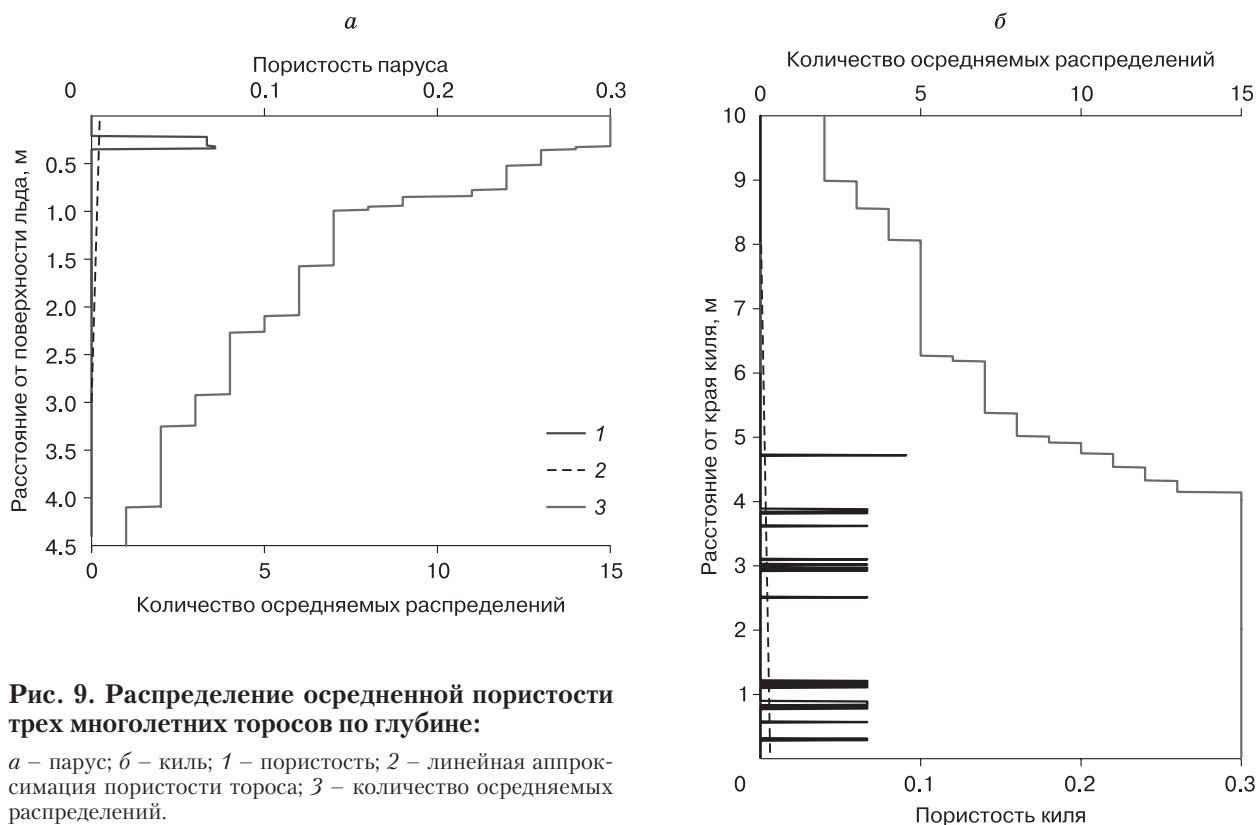 а
Пористость паруса
0 0.1 0.2 0.3
Расстояние от поверхности льда, м
0.5
1.0
1.5
2.0
2.5
3.0
3.5
4.0
4.5
1
2
3
0 5 10 15
Количество осредняемых распределений
Рис. 9. Распределение осредненной пористости
трех многолетних торосов по глубине:
а – парус; б – киль; 1 – пористость; 2 – линейная аппрок-
симация пористости тороса; 3 – количество осредняемых
распределений.
б
Количество осредняемых распределений
0 5 10 15
Расстояние от края киля, м
10
9
8
7
6
5
4
3
2
1
0 0.1 0.2 0.3
Пористость киля